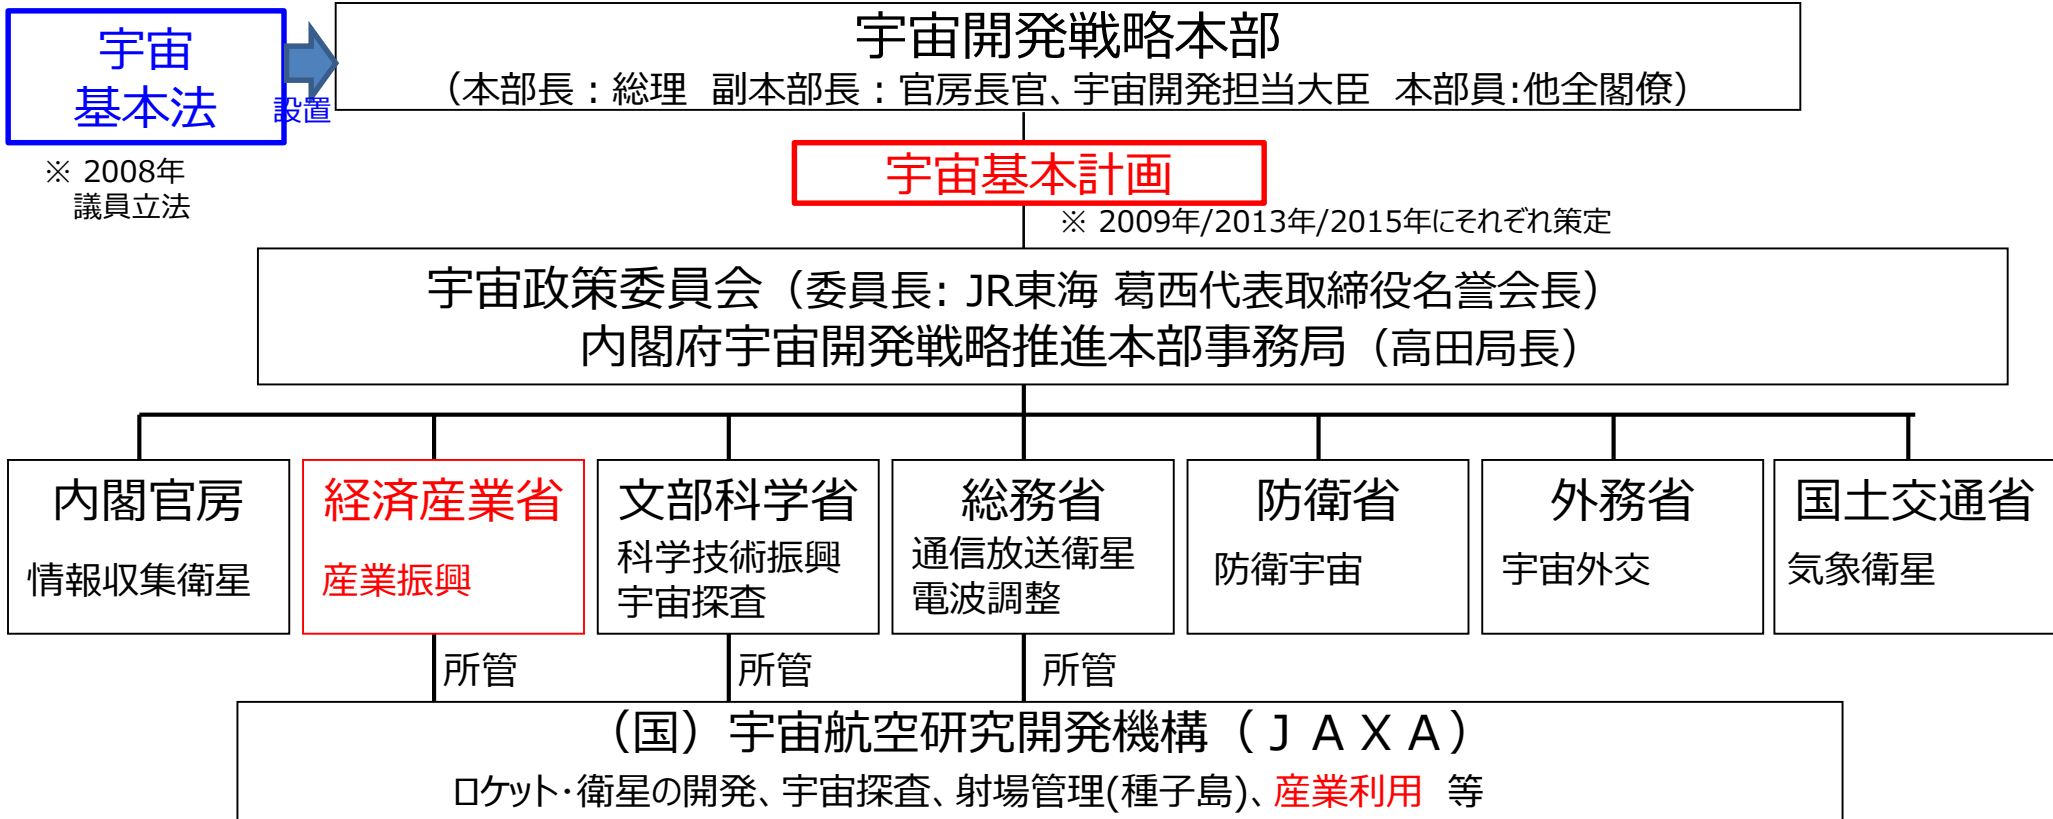 宇宙
基本法
設置
※ 2008年
議員立法
宇宙開発戦略本部
（本部長：総理 副本部長：官房長官、宇宙開発担当大臣 本部員:他全閣僚）
宇宙基本計画
※ 2009年/2013年/2015年にそれぞれ策定
宇宙政策委員会（委員長: JR東海 葛西代表取締役名誉会長）
内閣府宇宙開発戦略推進本部事務局（高田局長）
内閣官房
情報収集衛星
経済産業省
産業振興
文部科学省
科学技術振興
宇宙探査
総務省
通信放送衛星
電波調整
防衛省
防衛宇宙
外務省
宇宙外交
国土交通省
気象衛星
所管
所管
所管
（国）宇宙航空研究開発機構（ＪＡＸＡ）
ロケット・衛星の開発、宇宙探査、射場管理(種子島)、産業利用 等